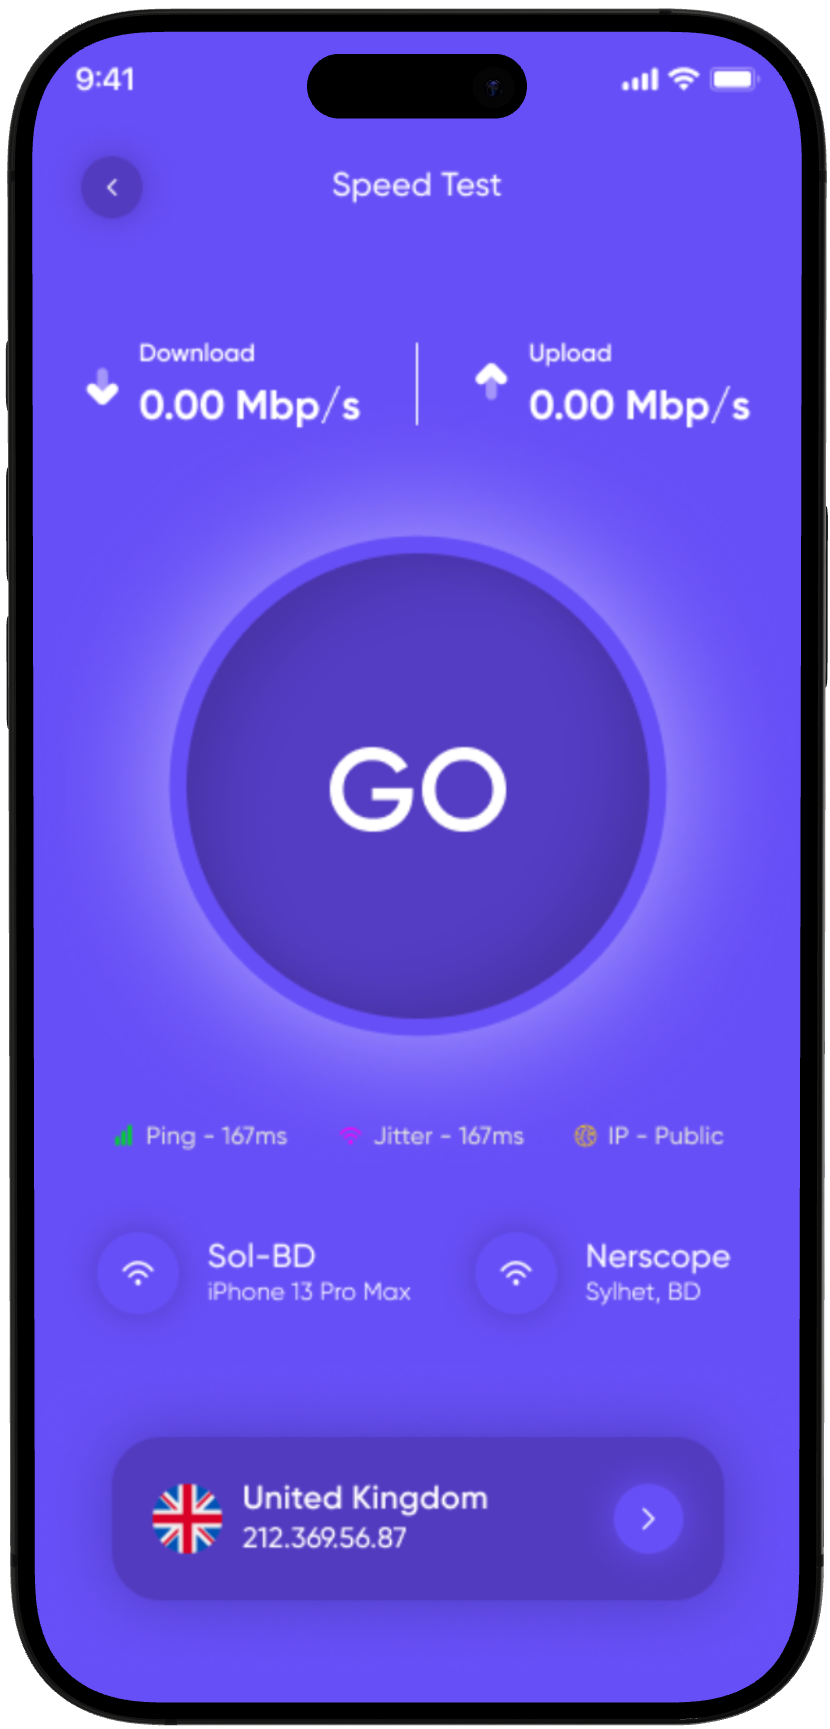 9:41
Speed Test
Download
0.00 Mbp/s
Upload
0.00 Mbp/s
GO
Ping - 167ms
Jitter - 167ms
IP - Public
Sol-BD
iPhone 13 Pro Max
Nerscope
Sylhet, BD
United Kingdom
212.369.56.87